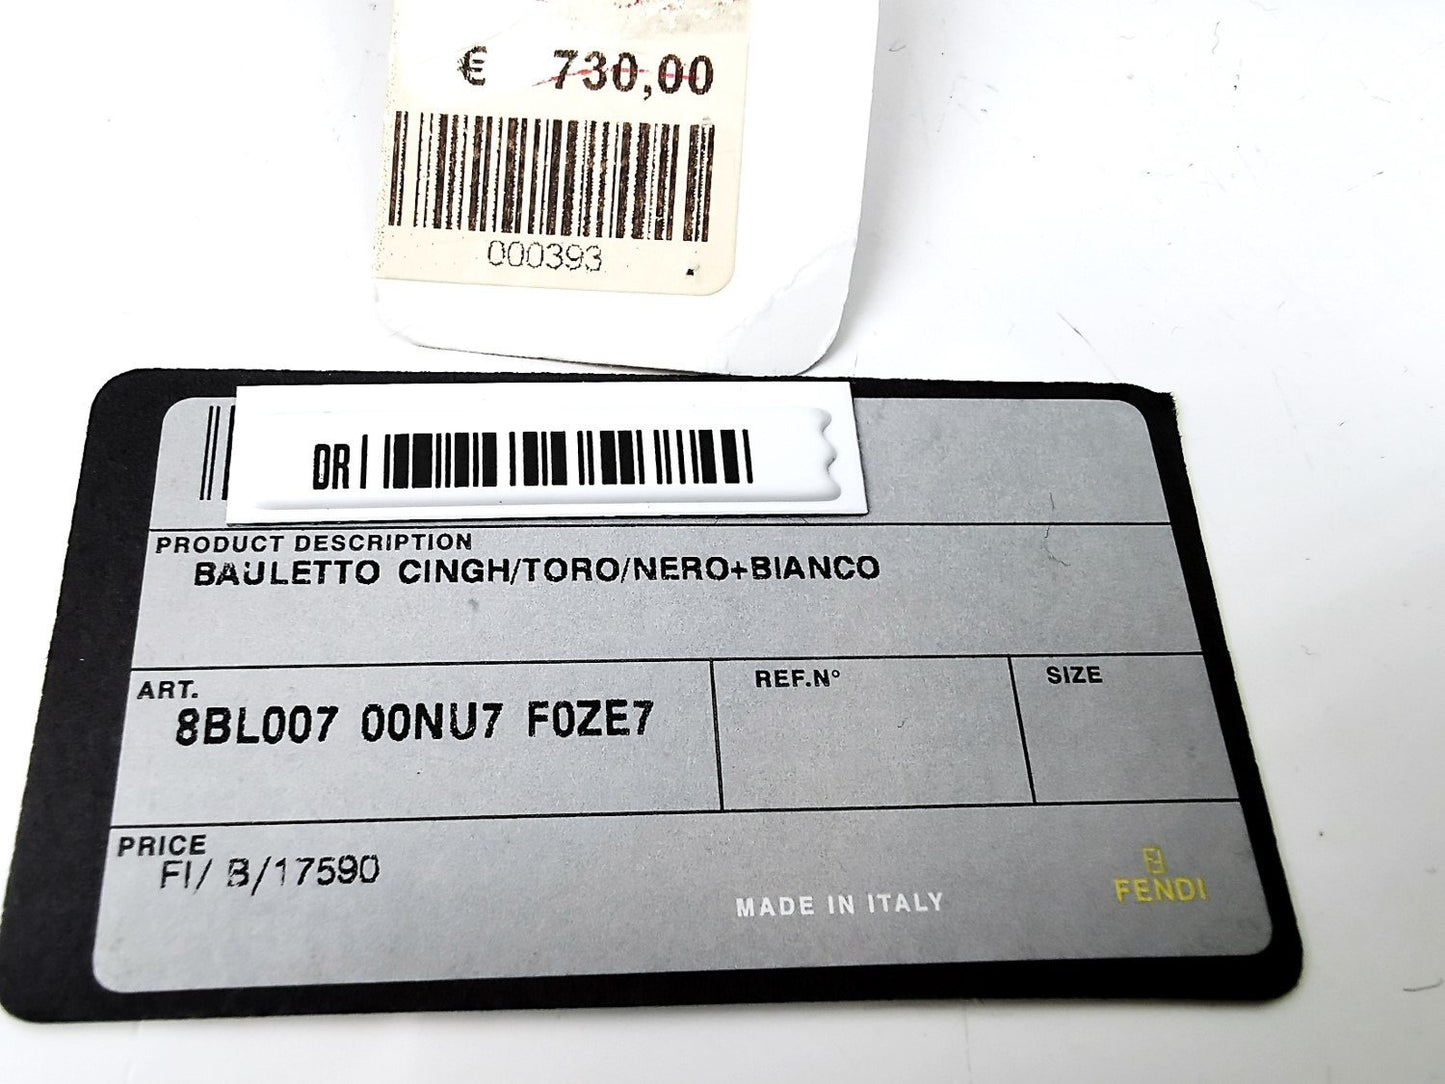 € 730,00
000393
DR
PRODUCT DESCRIPTION
BAULETTO CINGH/TORO/NERO+BIANCO
ART.
8BL007 00NU7 F0ZE7
REF.N°
SIZE
PRICE
FI/ B/17590
MADE IN ITALY
FENDI